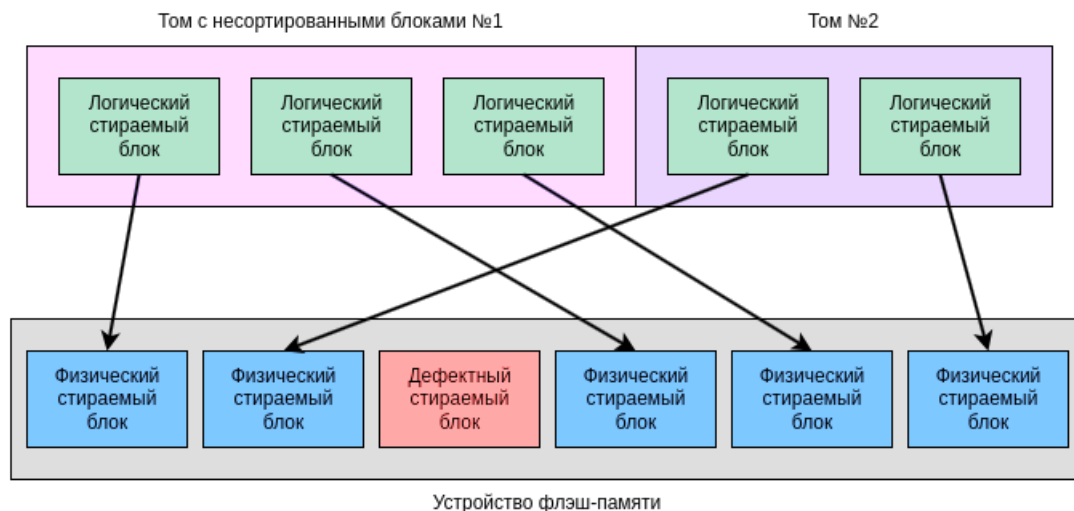 Том с несортированными блоками №1
Том №2
Логический
стираемый
блок
Логический
стираемый
блок
Логический
стираемый
блок
Логический
стираемый
блок
Логический
стираемый
блок
Физический
стираемый
блок
Физический
стираемый
блок
Дефектный
стираемый
блок
Физический
стираемый
блок
Физический
стираемый
блок
Физический
стираемый
блок
Устройство флэш-памяти